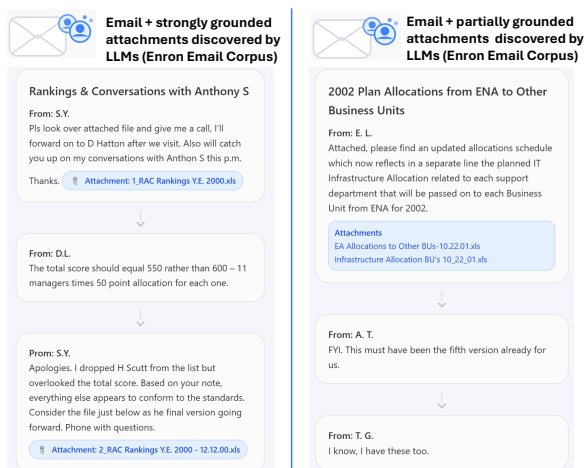 Email + strongly grounded
attachments discovered by
LLMs (Enron Email Corpus)
Rankings & Conversations with Anthony S
From: S.Y.
Pls look over attached file and give me a call, I'll
forward on to D Hatton after we visit. Also will catch
you up on my conversations with Anthon S this p.m.
Thanks. Attachment: 1_RAC Rankings Y.E. 2000.xls
From: D.L.
The total score should equal 550 rather than 600 – 11
managers times 50 point allocation for each one.
Prom: S.Y.
Apologies. I dropped H Scutt from the list but
overlooked the total score. Based on your note,
everything else appears to conform to the standards.
Consider the file just below as he final version going
forward. Phone with questions.
Attachment: 2_RAC Rankings Y.E. 2000 - 12.12.00.xls
Email + partially grounded
attachments discovered by
LLMs (Enron Email Corpus)
2002 Plan Allocations from ENA to Other
Business Units
From: E. L.
Attached, please find an updated allocations schedule
which now reflects in a separate line the planned IT
Infrastructure Allocation related to each support
department that will be passed on to each Business
Unit from ENA for 2002.
Attachments
EA Allocations to Other BUs-10.22.01.xls
Infrastructure Allocation BU's 10_22_01.xls
From: A. T.
FYI. This must have been the fifth version already for
us.
From: T. G.
I know, I have these too.